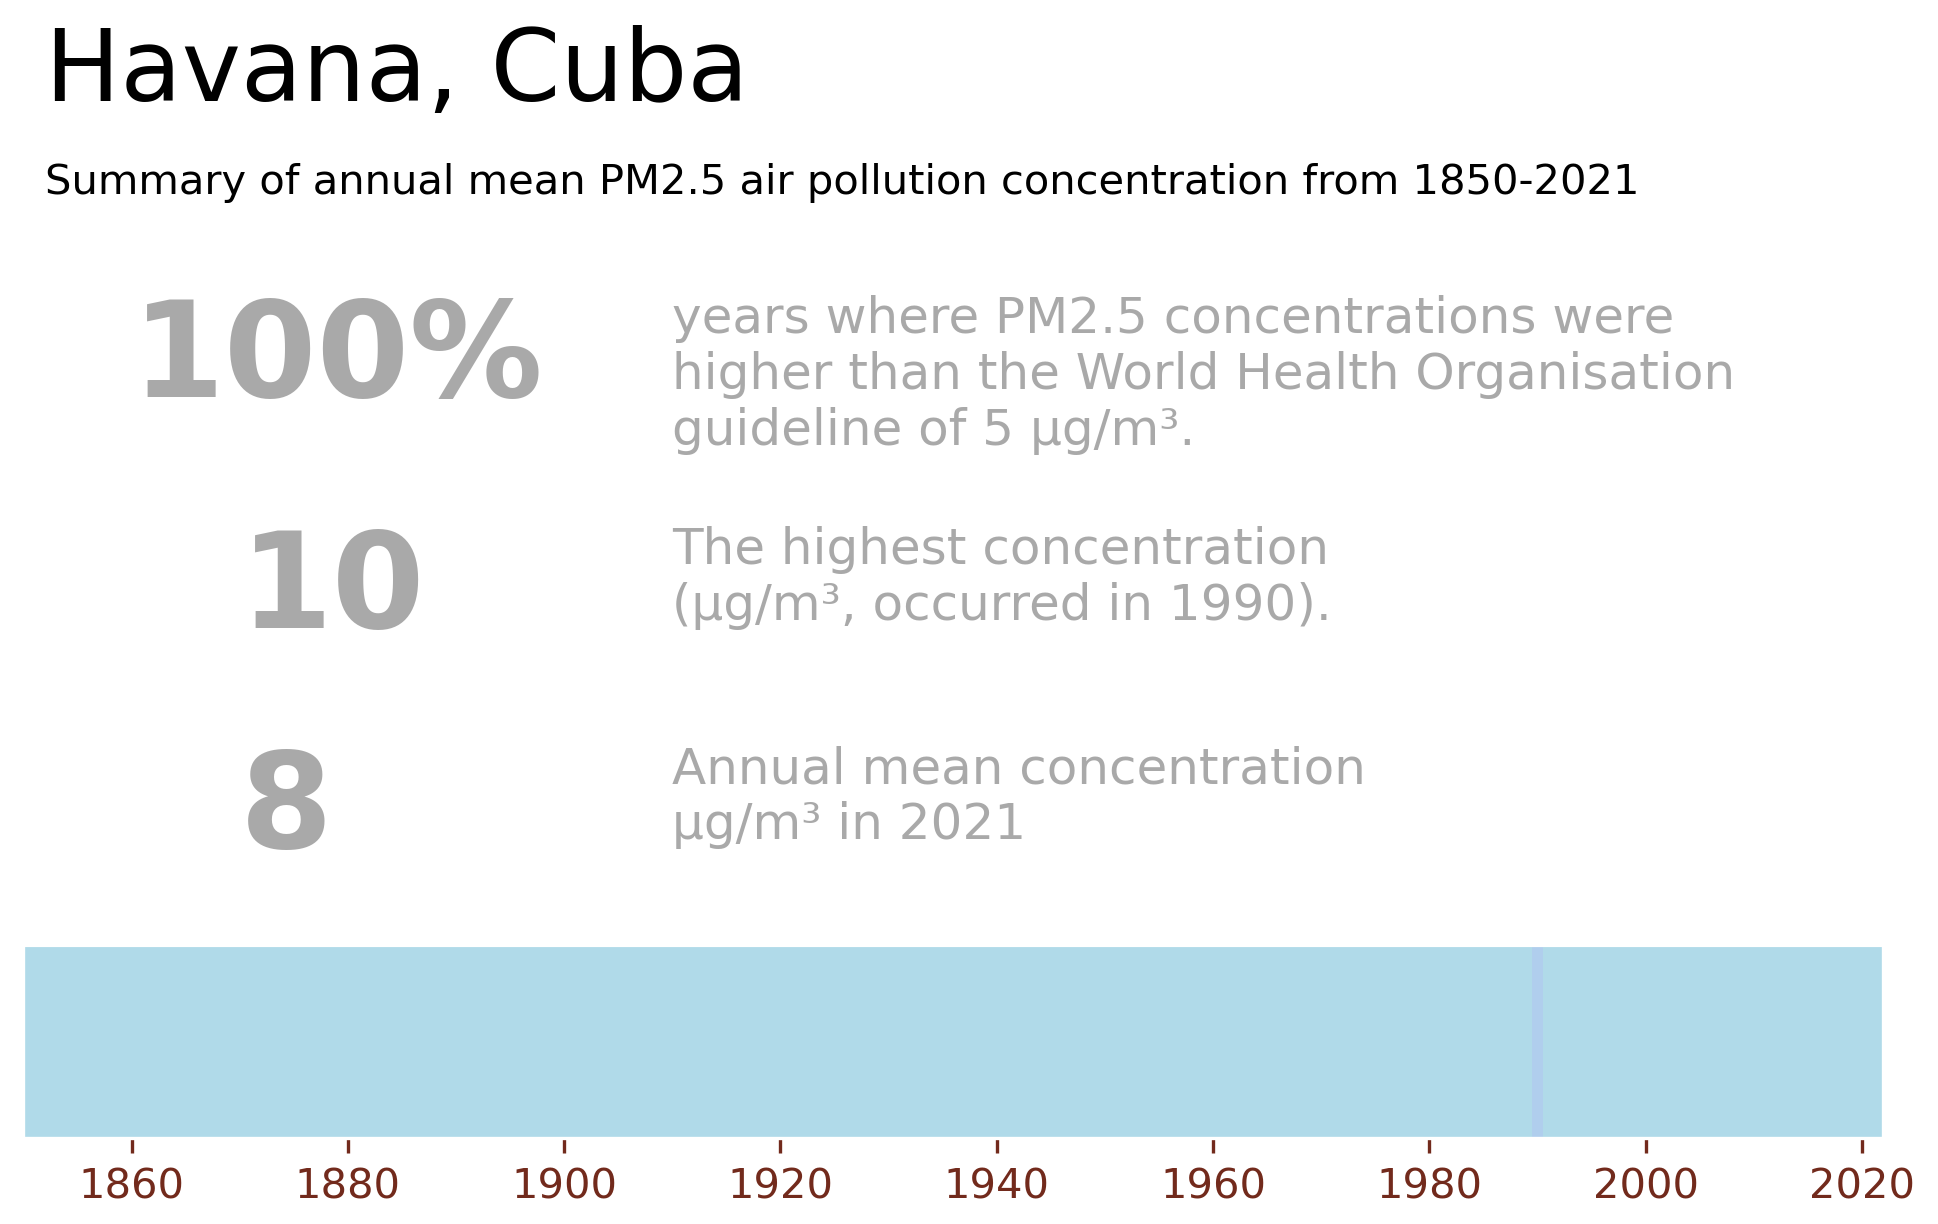 Havana, Cuba
Summary of annual mean PM2.5 air pollution concentration from 1850-2021
100%
years where PM2.5 concentrations were
higher than the World Health Organisation
guideline of 5 µg/m³.
10
The highest concentration
(µg/m³, occurred in 1990).
8
Annual mean concentration
µg/m³ in 2021
1860 1880 1900 1920 1940 1960 1980 2000 2020